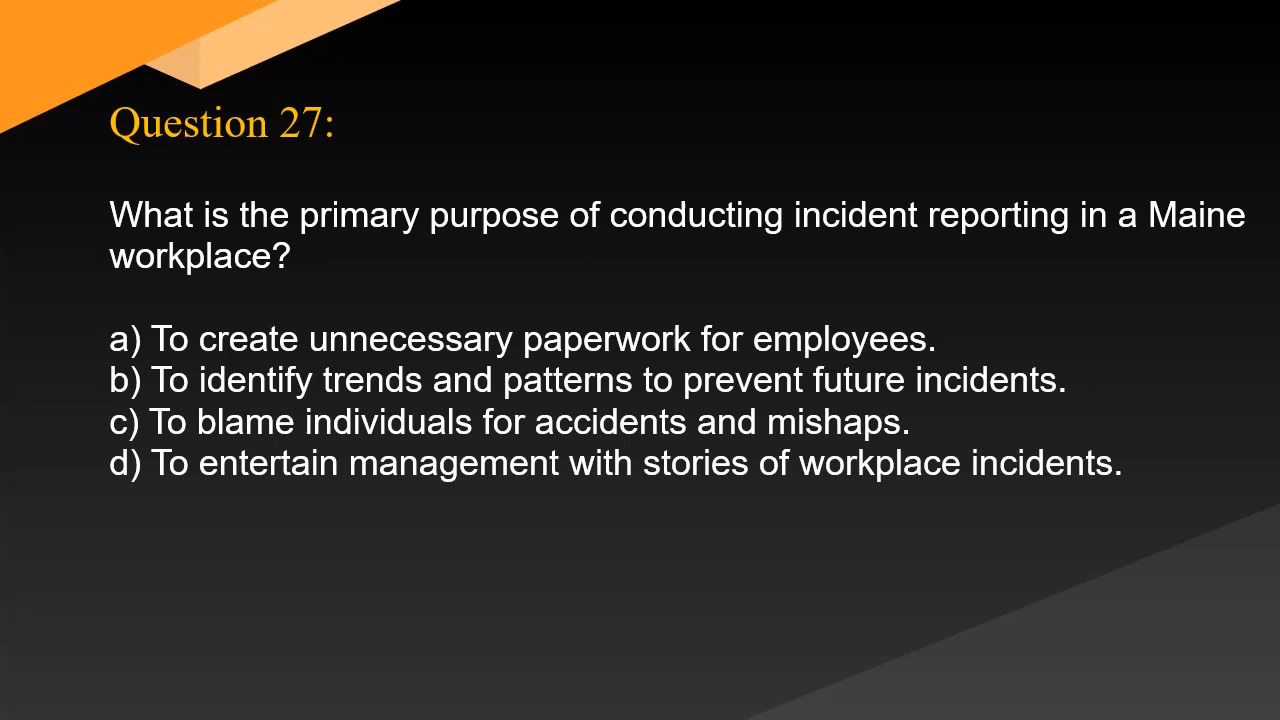 Question 27:
What is the primary purpose of conducting incident reporting in a Maine
workplace?
a) To create unnecessary paperwork for employees.
b) To identify trends and patterns to prevent future incidents.
c) To blame individuals for accidents and mishaps.
d) To entertain management with stories of workplace incidents.